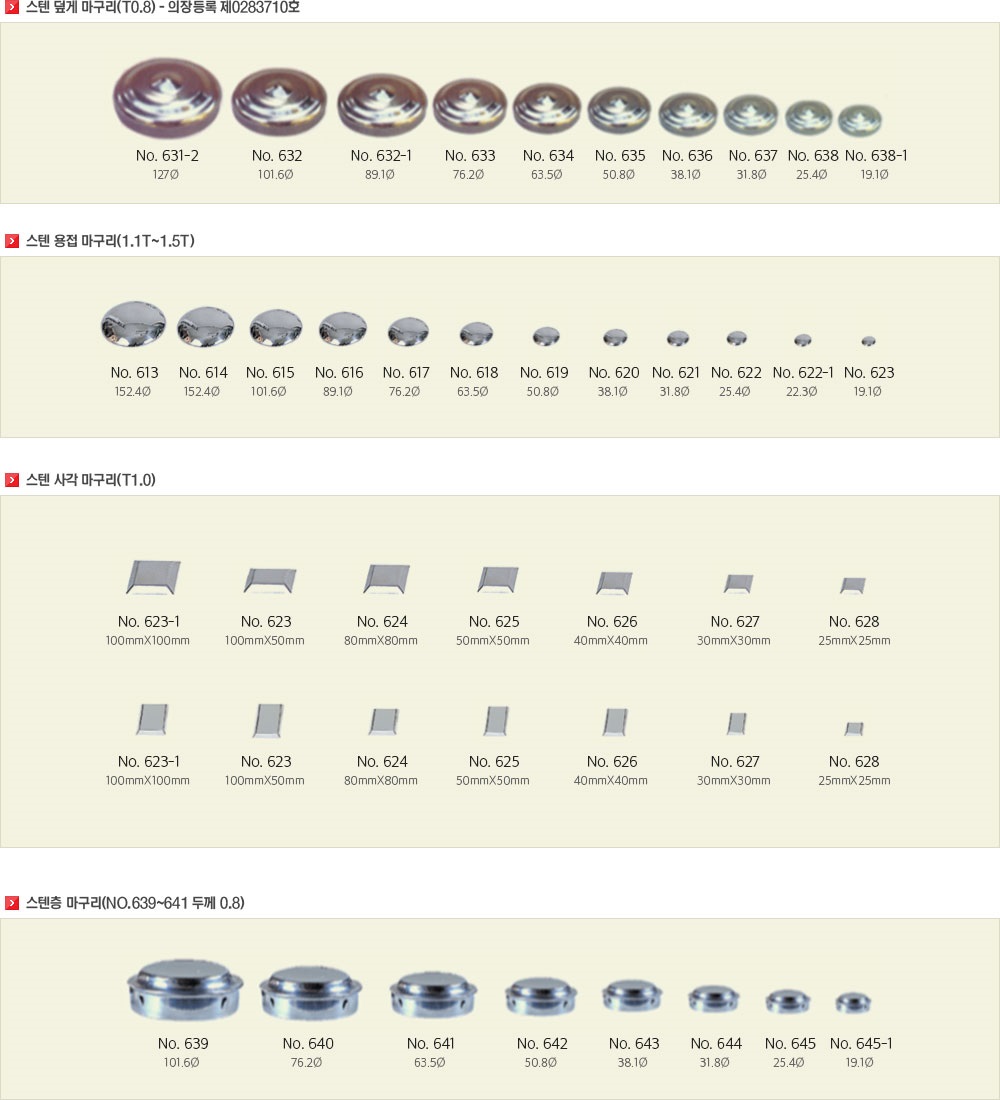 스텐 덮게 마구리(T0.8) - 의장등록 제0283710호
No. 631-2 No. 632 No. 632-1 No. 633 No. 634 No. 635 No. 636 No. 637 No. 638 No. 638-1
127Ø 101.6Ø 89.1Ø 76.2Ø 63.5Ø 50.8Ø 38.1Ø 31.8Ø 25.4Ø 19.1Ø
스텐 용접 마구리(1.1T~1.5T)
No. 613 No. 614 No. 615 No. 616 No. 617 No. 618 No. 619 No. 620 No. 621 No. 622 No. 622-1 No. 623
152.4Ø 152.4Ø 101.6Ø 89.1Ø 76.2Ø 63.5Ø 50.8Ø 38.1Ø 31.8Ø 25.4Ø 22.3Ø 19.1Ø
스텐 사각 마구리(T1.0)
No. 623-1 No. 623 No. 624 No. 625 No. 626 No. 627 No. 628
100mmX100mm 100mmX50mm 80mmX80mm 50mmX50mm 40mmX40mm 30mmX30mm 25mmX25mm
No. 623-1 No. 623 No. 624 No. 625 No. 626 No. 627 No. 628
100mmX100mm 100mmX50mm 80mmX80mm 50mmX50mm 40mmX40mm 30mmX30mm 25mmX25mm
스텐층 마구리(NO.639~641 두께 0.8)
No. 639 No. 640 No. 641 No. 642 No. 643 No. 644 No. 645 No. 645-1
101.6Ø 76.2Ø 63.5Ø 50.8Ø 38.1Ø 31.8Ø 25.4Ø 19.1Ø